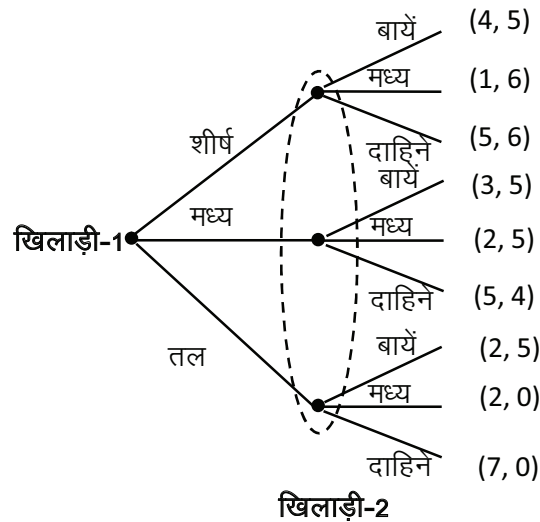 बायें (4, 5)
मध्य (1, 6)
शीर्ष दाहिने (5, 6)
बायें (3, 5)
मध्य मध्य (2, 5)
खिलाड़ी-1
दाहिने (5, 4)
तल बायें (2, 5)
मध्य (2, 0)
दाहिने (7, 0)
खिलाड़ी-2